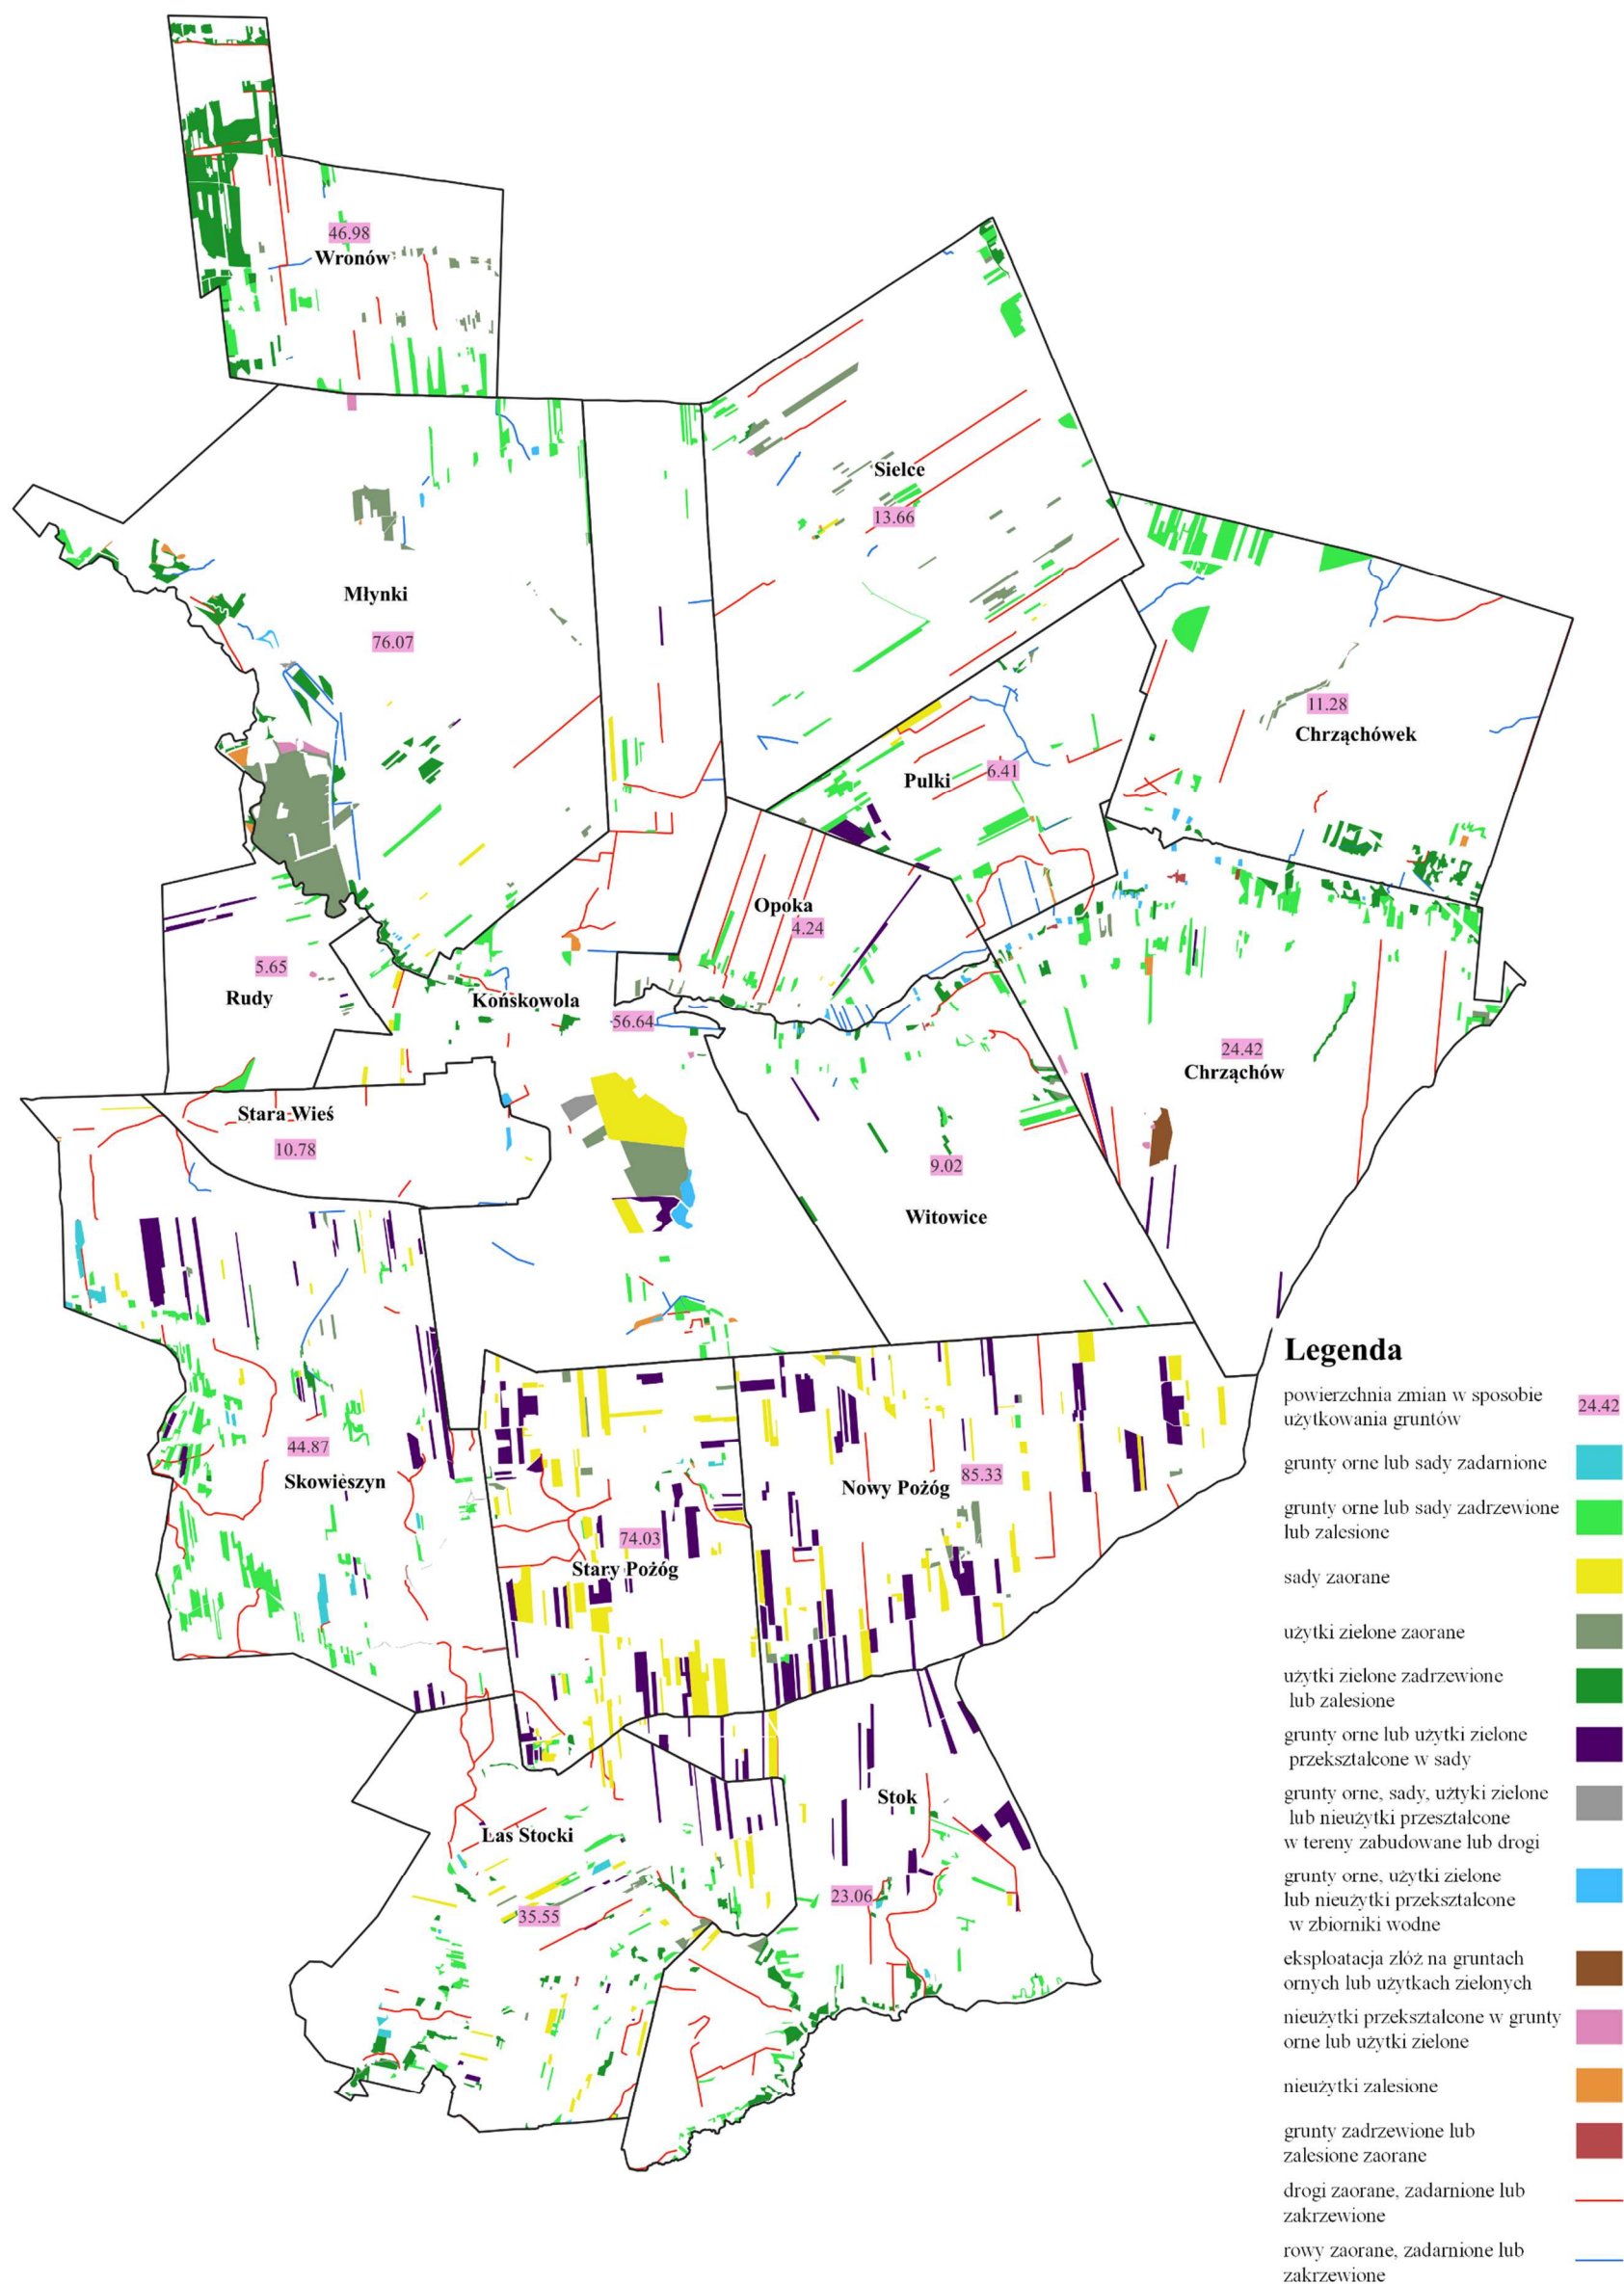 46.98
Wronów
Sielce
13.66
Młynki
76.07
11.28
Chrząchówek
Pulki
6.41
Opoka
4.24
5.65
Rudy
Końskowola
56.64
24.42
Chrząchów
Stara Wieś
10.78
9.02
Witowice
44.87
Skowieszyn
Nowy Pożóg
85.33
74.03
Stary Pożóg
Stok
Las Stocki
23.06
35.55
Legenda
powierzchnia zmian w sposobie
użytkowania gruntów
24.42
grunty orne lub sady zadarnione
grunty orne lub sady zadrzewione
lub zalesione
sady zaorane
użytki zielone zaorane
użytki zielone zadrzewione
lub zalesione
grunty orne lub użytki zielone
przekształcone w sady
grunty orne, sady, użtyki zielone
lub nieużytki przesztalcone
w tereny zabudowane lub drogi
grunty orne, użytki zielone
lub nieużytki przekształcone
w zbiorniki wodne
eksploatacja złóż na gruntach
ornych lub użytkach zielonych
nieużytki przekształcone w grunty
orne lub użytki zielone
nieużytki zalesione
grunty zadrzewione lub
zalesione zaorane
drogi zaorane, zadarnione lub
zakrzewione
rowy zaorane, zadarnione lub
zakrzewione